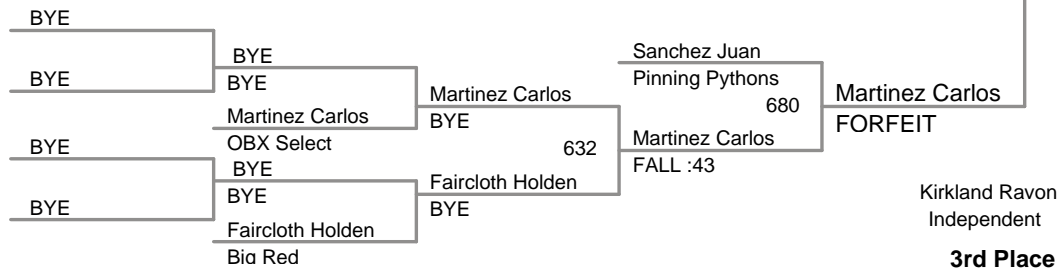 BYE
BYE
BYE
BYE
BYE
BYE
Martinez Carlos
OBX Select
BYE
BYE
Faircloth Holden
Big Red
Martinez Carlos
BYE
632
Faircloth Holden
BYE
Sanchez Juan
Pinning Pythons
680
Martinez Carlos
FALL :43
Martinez Carlos
FORFEIT
Kirkland Ravon
Independent
3rd Place